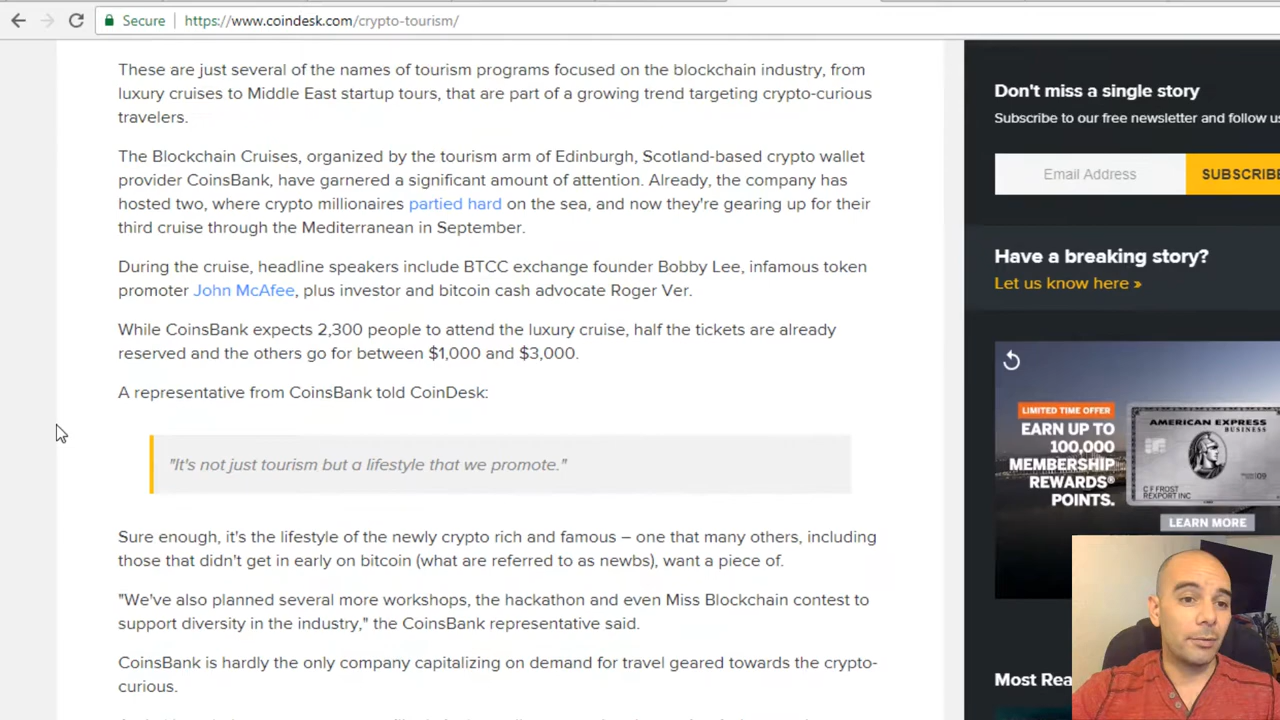 Secure
https://www.coindesk.com/crypto-tourism/
These are just several of the names of tourism programs focused on the blockchain industry, from
luxury cruises to Middle East startup tours, that are part of a growing trend targeting crypto-curious
travelers.
The Blockchain Cruises, organized by the tourism arm of Edinburgh, Scotland-based crypto wallet
provider CoinsBank, have garnered a significant amount of attention. Already, the company has
hosted two, where crypto millionaires partied hard on the sea, and now they're gearing up for their
third cruise through the Mediterranean in September.
During the cruise, headline speakers include BTCC exchange founder Bobby Lee, infamous token
promoter John McAfee, plus investor and bitcoin cash advocate Roger Ver.
While CoinsBank expects 2,300 people to attend the luxury cruise, half the tickets are already
reserved and the others go for between $1,000 and $3,000.
A representative from CoinsBank told CoinDesk:
"It's not just tourism but a lifestyle that we promote."
Sure enough, it's the lifestyle of the newly crypto rich and famous – one that many others, including
those that didn't get in early on bitcoin (what are referred to as newbs), want a piece of.
"We've also planned several more workshops, the hackathon and even Miss Blockchain contest to
support diversity in the industry," the CoinsBank representative said.
CoinsBank is hardly the only company capitalizing on demand for travel geared towards the crypto-
curious.
Don't miss a single story
Subscribe to our free newsletter and follow us
Email Address
SUBSCRIBE
Have a breaking story?
Let us know here »
LIMITED TIME OFFER
EARN UP TO
100,000
MEMBERSHIP
REWARDS®
POINTS.
AMERICAN EXPRESS
BUSINESS
C F FROST
REXPORT INC
LEARN MORE
Most Rea